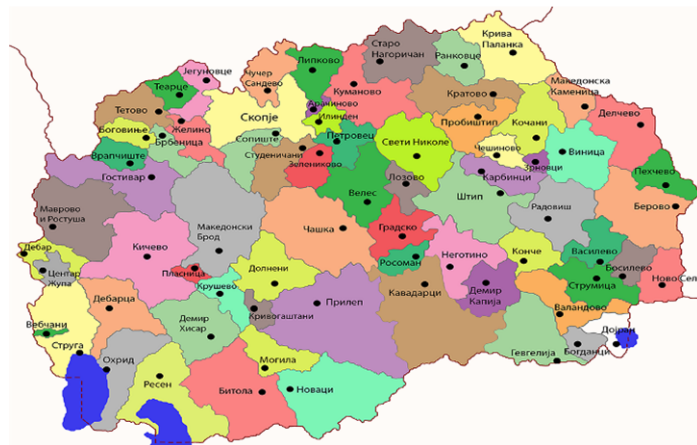 Крива
Паланка
Старо
Нагоричан
Ранковце
Липково
Чучер
Сандево
Јегуновце
Теарце
Куманово
Македонска
Каменица
Кратово
Тетово
Арачиново
Скопје
Илинден
Пробиштип
Кочани
Делчево
Желино
Боговиње
Брвеница
Сопиште
Петровец
Студеничани
Свети Николе
Чешиново
Виница
Врапчиште
Зелениково
Зрновци
Гостивар
Лозово
Карбинци
Пехчево
Велес
Штип
Берово
Радовиш
Маврово
и Ростуша
Македонски
Брод
Чашка
Градско
Дебар
Кичево
Конче
Василево
Центар
Жупа
Росоман
Неготино
Босилево
Пласница
Долнени
Ново Сел
Крушево
Кавадарци
Демир
Капија
Струмица
Дебарца
Кривогаштани
Прилеп
Валандово
Вевчани
Демир
Хисар
Дојран
Струга
Богданци
Охрид
Могила
Гевгелија
Ресен
Битола
Новаци